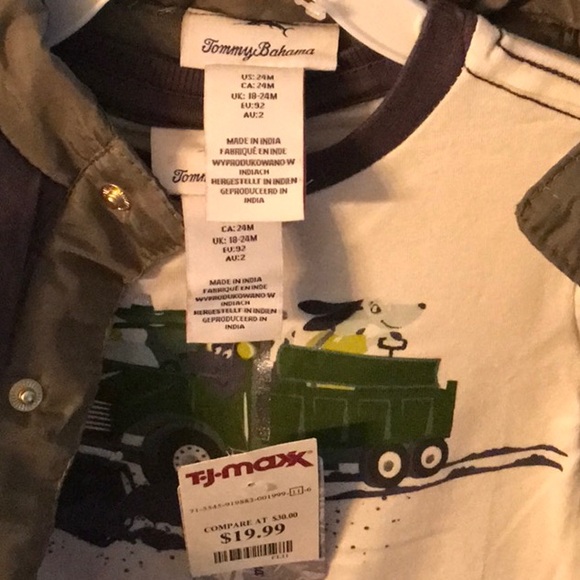 Tommy Bahama
US: 24M
CA: 24M
UK: 18-24M
EU: 92
AU: 2
MADE IN INDIA
FABRIQUÉ EN INDE
WYPRODUKOWANO W
INDIACH
HERGESTELLT IN INDIEN
GEPRODUCEERD IN
INDIA
Tomm
CA: 24M
UK: 18-24M
EU: 92
AU: 2
MADE IN INDIA
FABRIQUÉ EN INDE
WYPRODUKOWANO W
INDIACH
HERGESTELLT IN INDIEN
GEPRODUCEERD IN
INDIA
T·J·maxx
COMPARE AT $30.00
$19.99